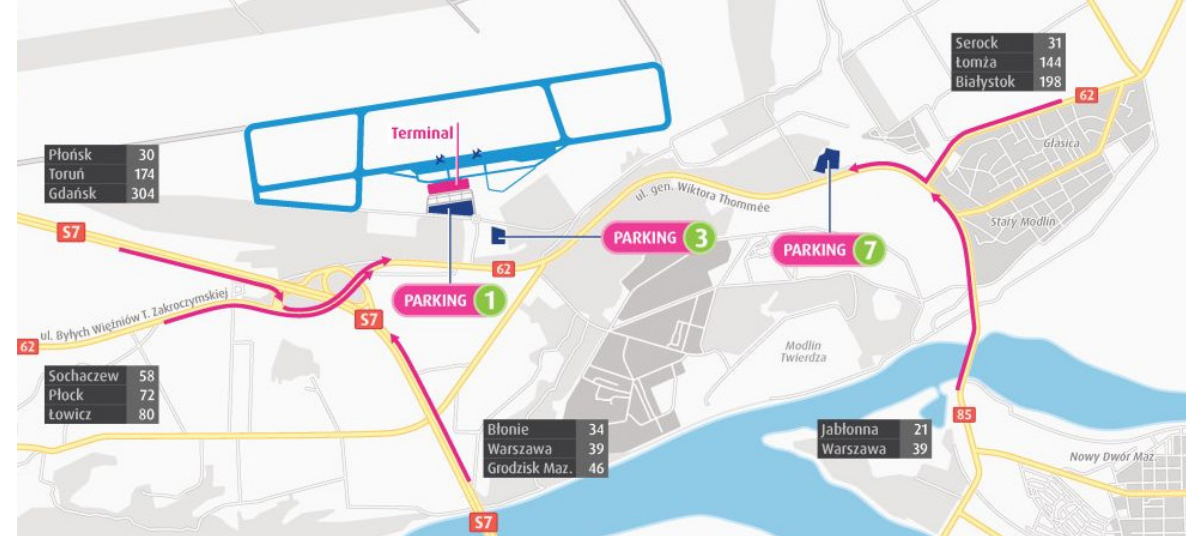 Serock 31
Łomża 144
Białystok 198
62
Głasica
Terminal
Płońsk 30
Toruń 174
Gdańsk 304
ul. gen. Wiktora Thommée
Stary Modlin
S7
PARKING 3
PARKING 7
62
PARKING 1
ul. Byłych Więźniów T. Zakroczymskiej
S7
62
Modlin
Twierdza
Sochaczew 58
Płock 72
Łowicz 80
85
Błonie 34
Warszawa 39
Grodzisk Maz. 46
Jabłonna 21
Warszawa 39
Nowy Dwór Maz.
S7